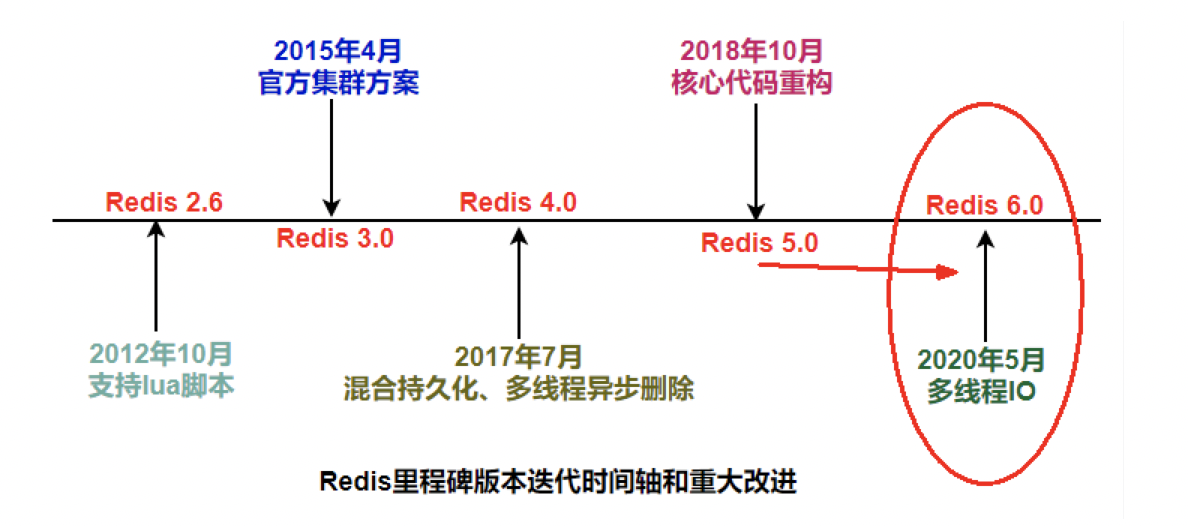 2015年4月
官方集群方案
2018年10月
核心代码重构
Redis 2.6
Redis 3.0
Redis 4.0
Redis 5.0
Redis 6.0
2012年10月
支持lua脚本
2017年7月
混合持久化、多线程异步删除
2020年5月
多线程IO
Redis里程碑版本迭代时间轴和重大改进